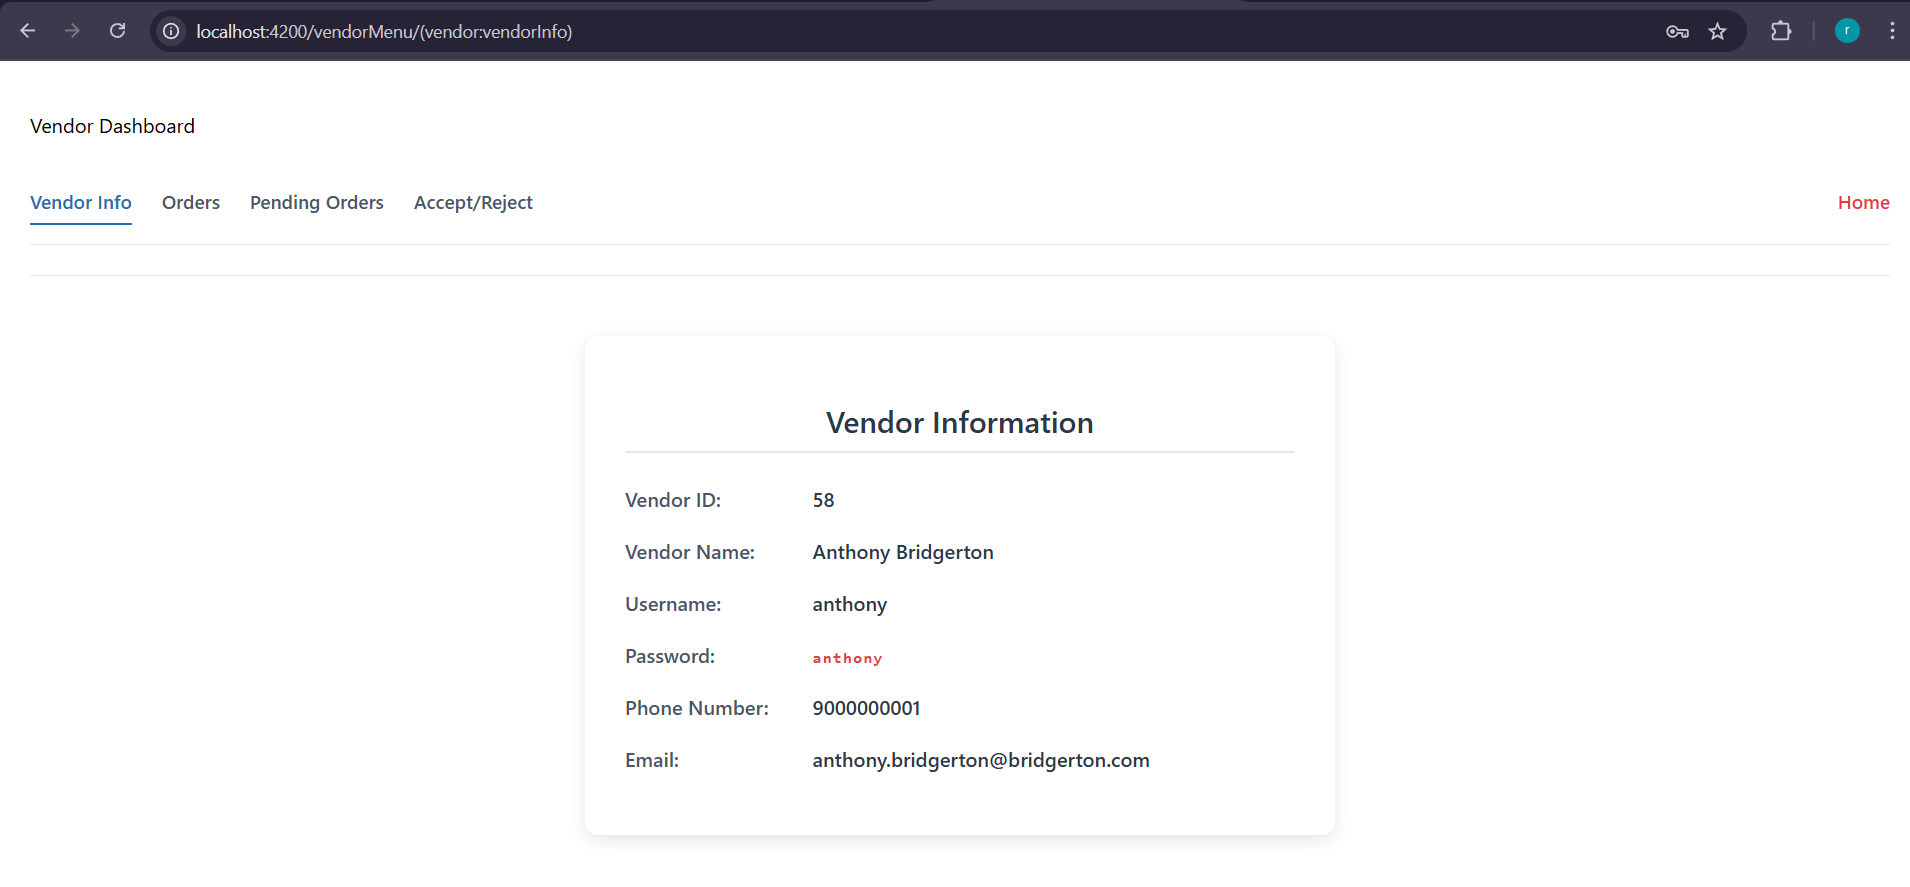 localhost:4200/vendorMenu/(vendor:vendorInfo)
r
Vendor Dashboard
Vendor Info Orders Pending Orders Accept/Reject Home
Vendor Information
Vendor ID: 58
Vendor Name: Anthony Bridgerton
Username: anthony
Password: anthony
Phone Number: 9000000001
Email: anthony.bridgerton@bridgerton.com